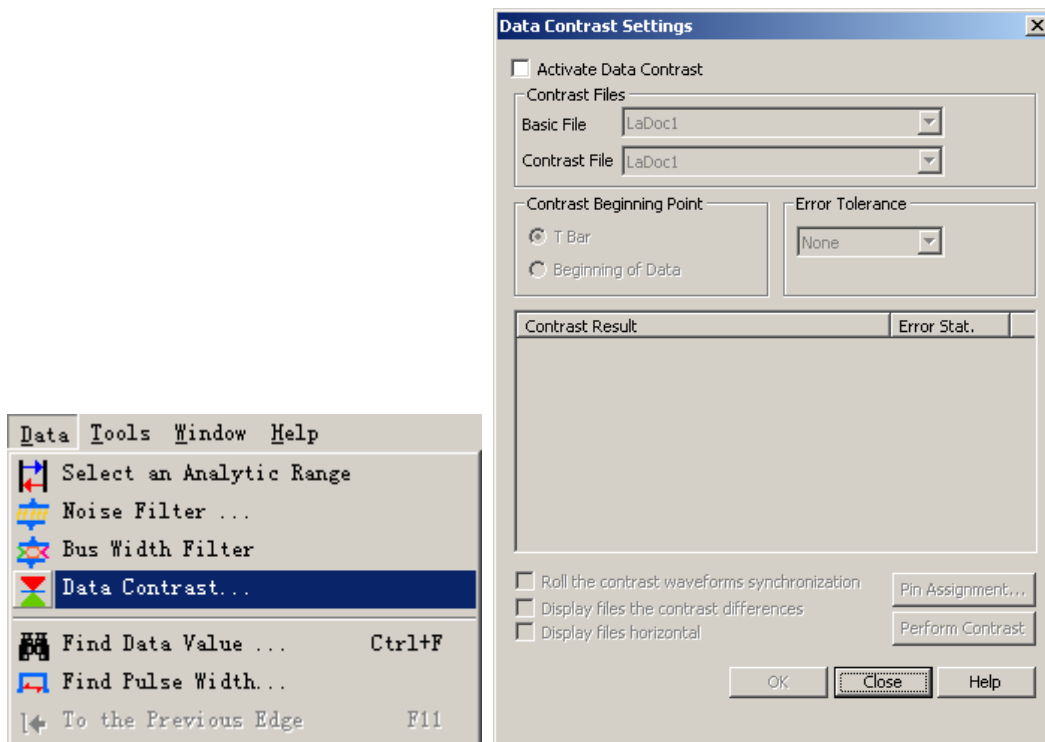 Data Tools Window Help
Select an Analytic Range
Noise Filter ...
Bus Width Filter
Data Contrast...
Find Data Value ... Ctrl+F
Find Pulse Width...
To the Previous Edge F11
Data Contrast Settings
Activate Data Contrast
Contrast Files
Basic File LaDoc1
Contrast File LaDoc1
Contrast Beginning Point Error Tolerance
T Bar None
Beginning of Data
Contrast Result Error Stat.
Roll the contrast waveforms synchronization Pin Assignment...
Display files the contrast differences
Display files horizontal Perform Contrast
OK Close Help